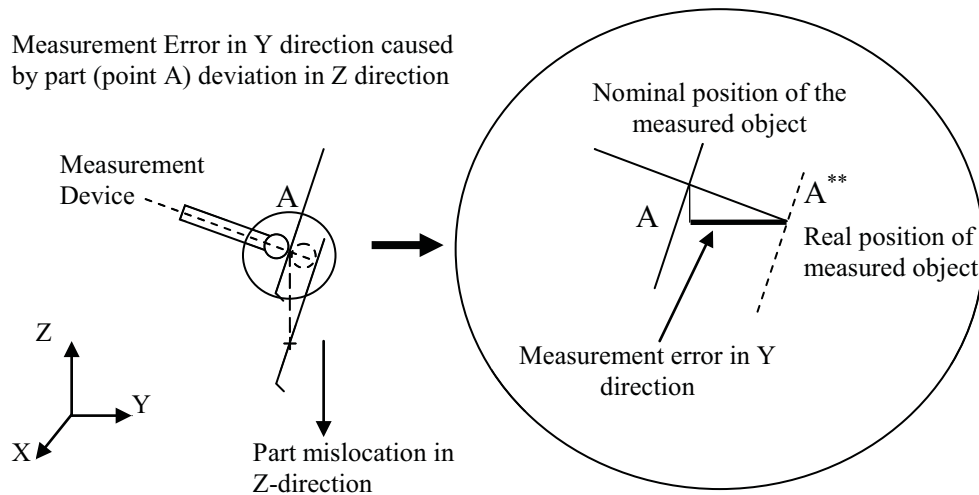 Measurement Error in Y direction caused
by part (point A) deviation in Z direction
Measurement
Device
A
Z
Y
X
Part mislocation in
Z-direction
Nominal position of the
measured object
A
A**
Real position of
measured object
Measurement error in Y
direction